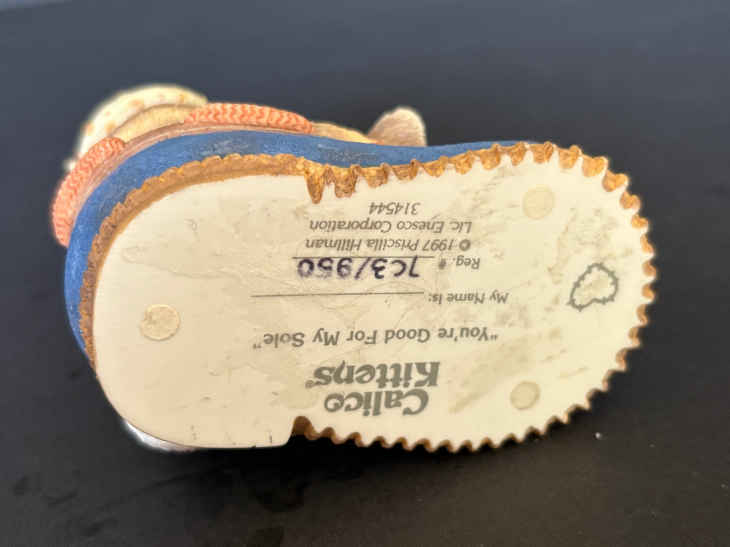 Calico
Kittens®
"You're Good For My Sole"
My Name Is:
Reg. # 7C3/950
© 1997 Priscilla Hillman
Lic. Enesco Corporation
314544